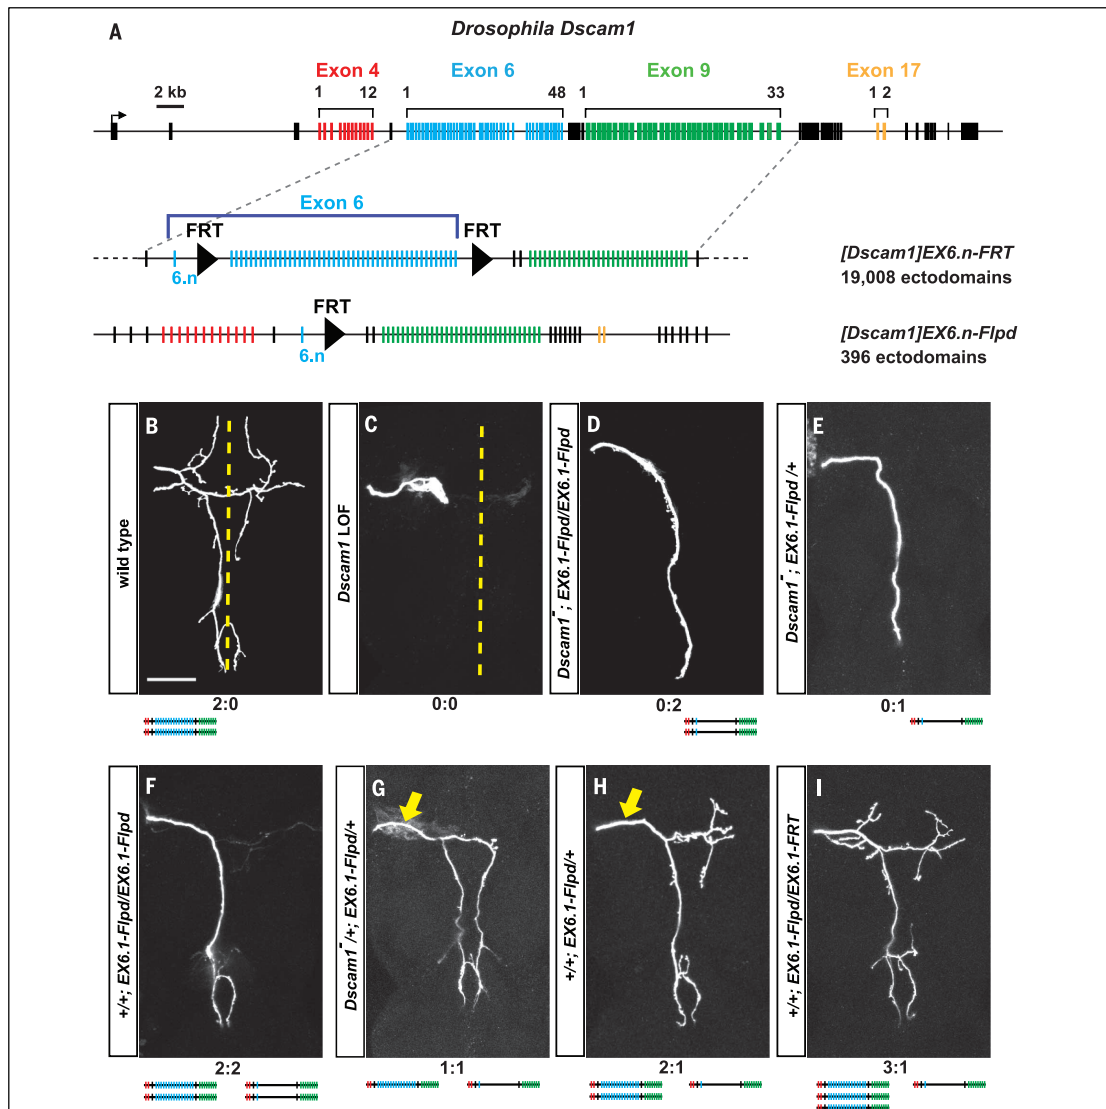 A
Drosophila Dscam1
Exon 4
Exon 6
Exon 9
Exon 17
2 kb
1 12
1 48
1 33
1 2
Exon 6
FRT
FRT
6.n
[Dscam1]EX6.n-FRT
19,008 ectodomains
FRT
6.n
[Dscam1]EX6.n-Flpd
396 ectodomains
wild type
B
2:0
Dscam1 LOF
C
0:0
Dscam1⁻; EX6.1-Flpd/EX6.1-Flpd
D
0:2
Dscam1⁻; EX6.1-Flpd/+
E
0:1
+/+; EX6.1-Flpd/EX6.1-Flpd
F
2:2
Dscam1⁻/+; EX6.1-Flpd/+
G
1:1
+/+; EX6.1-Flpd/+
H
2:1
+/+; EX6.1-Flpd/EX6.1-FRT
I
3:1